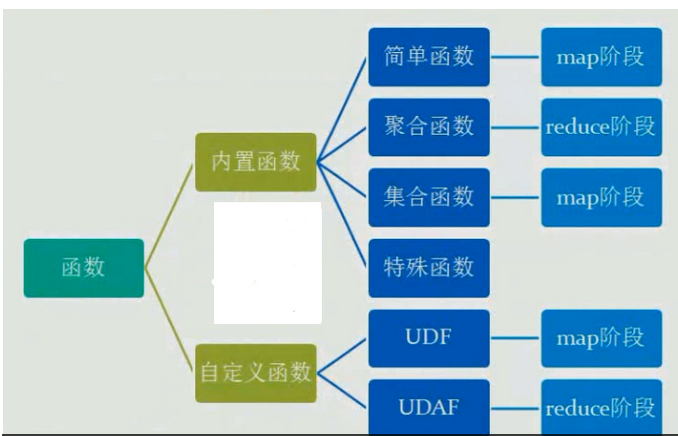 简单函数
map阶段
聚合函数
reduce阶段
内置函数
集合函数
map阶段
函数
特殊函数
UDF
map阶段
自定义函数
UDAF
reduce阶段